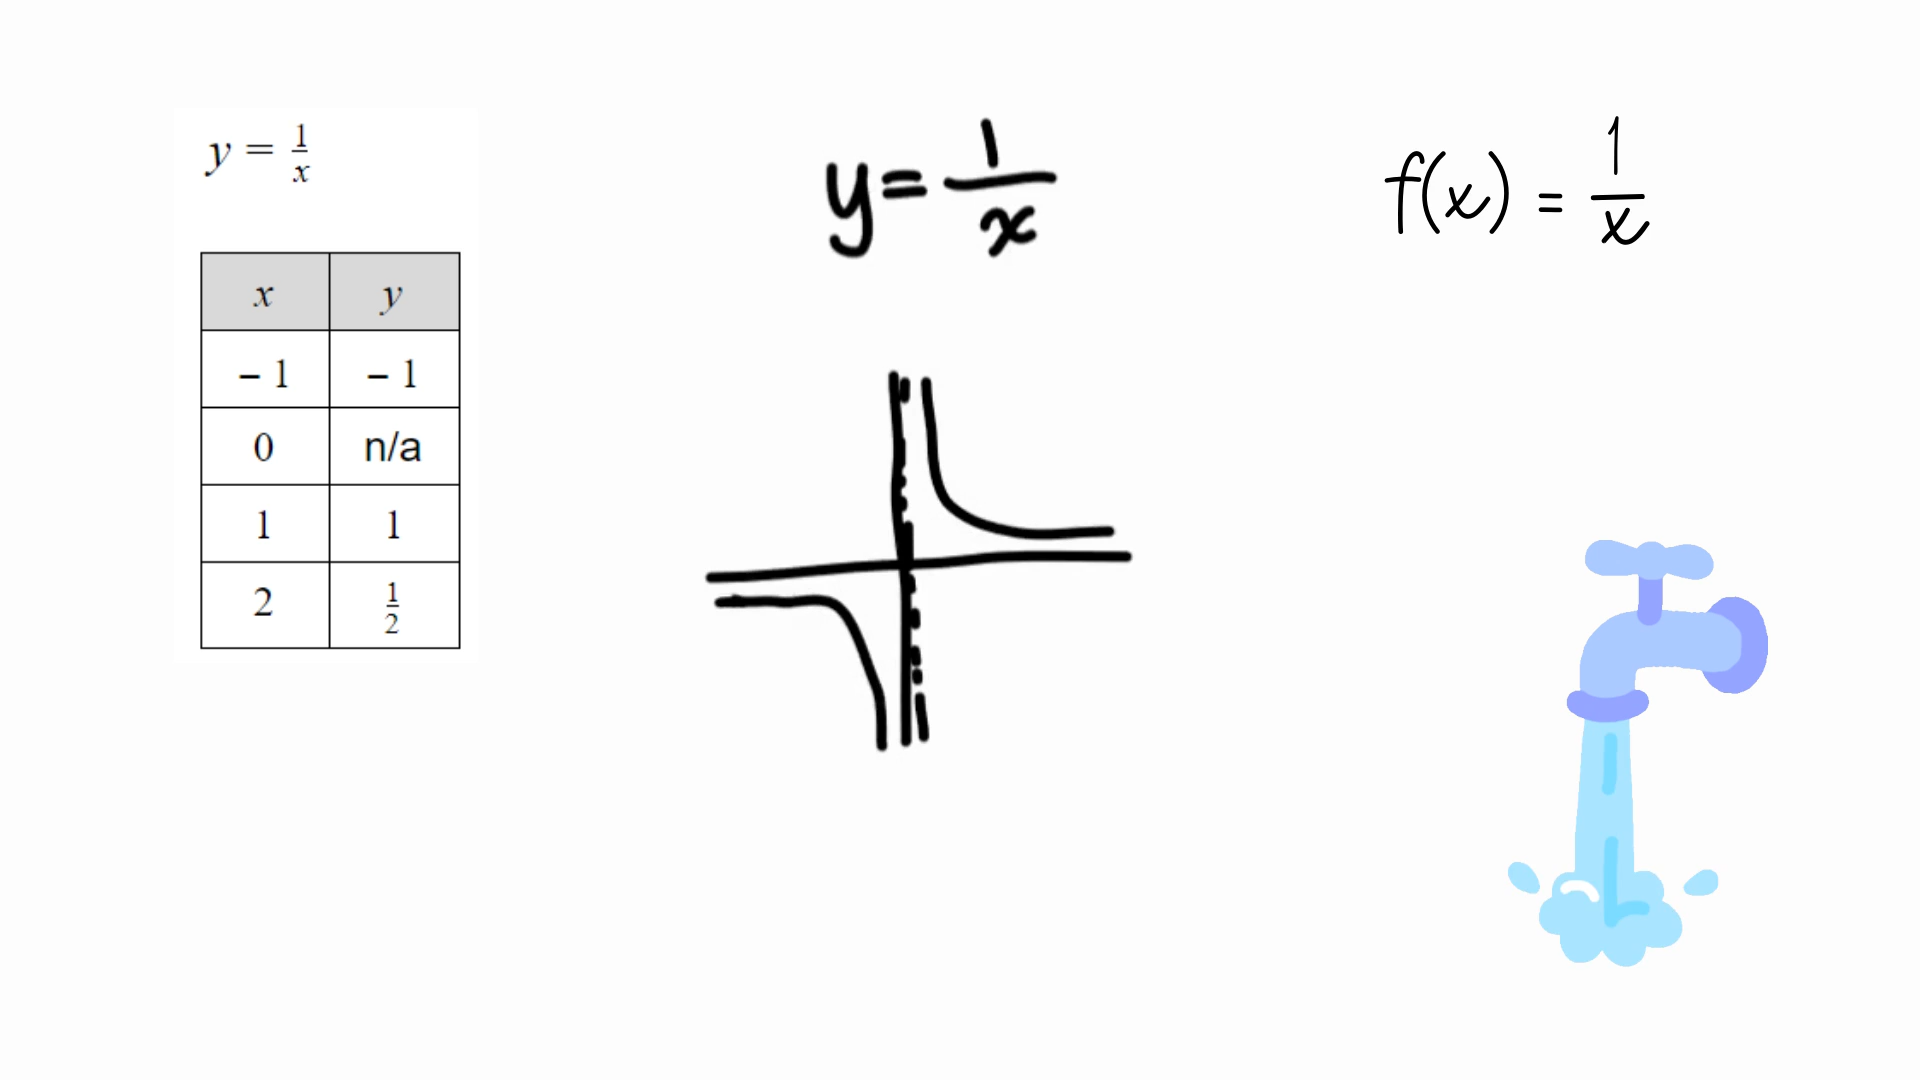 y = 1/x
x y
– 1 – 1
0 n/a
1 1
2 1/2
y = 1/x
f(x) = 1/x